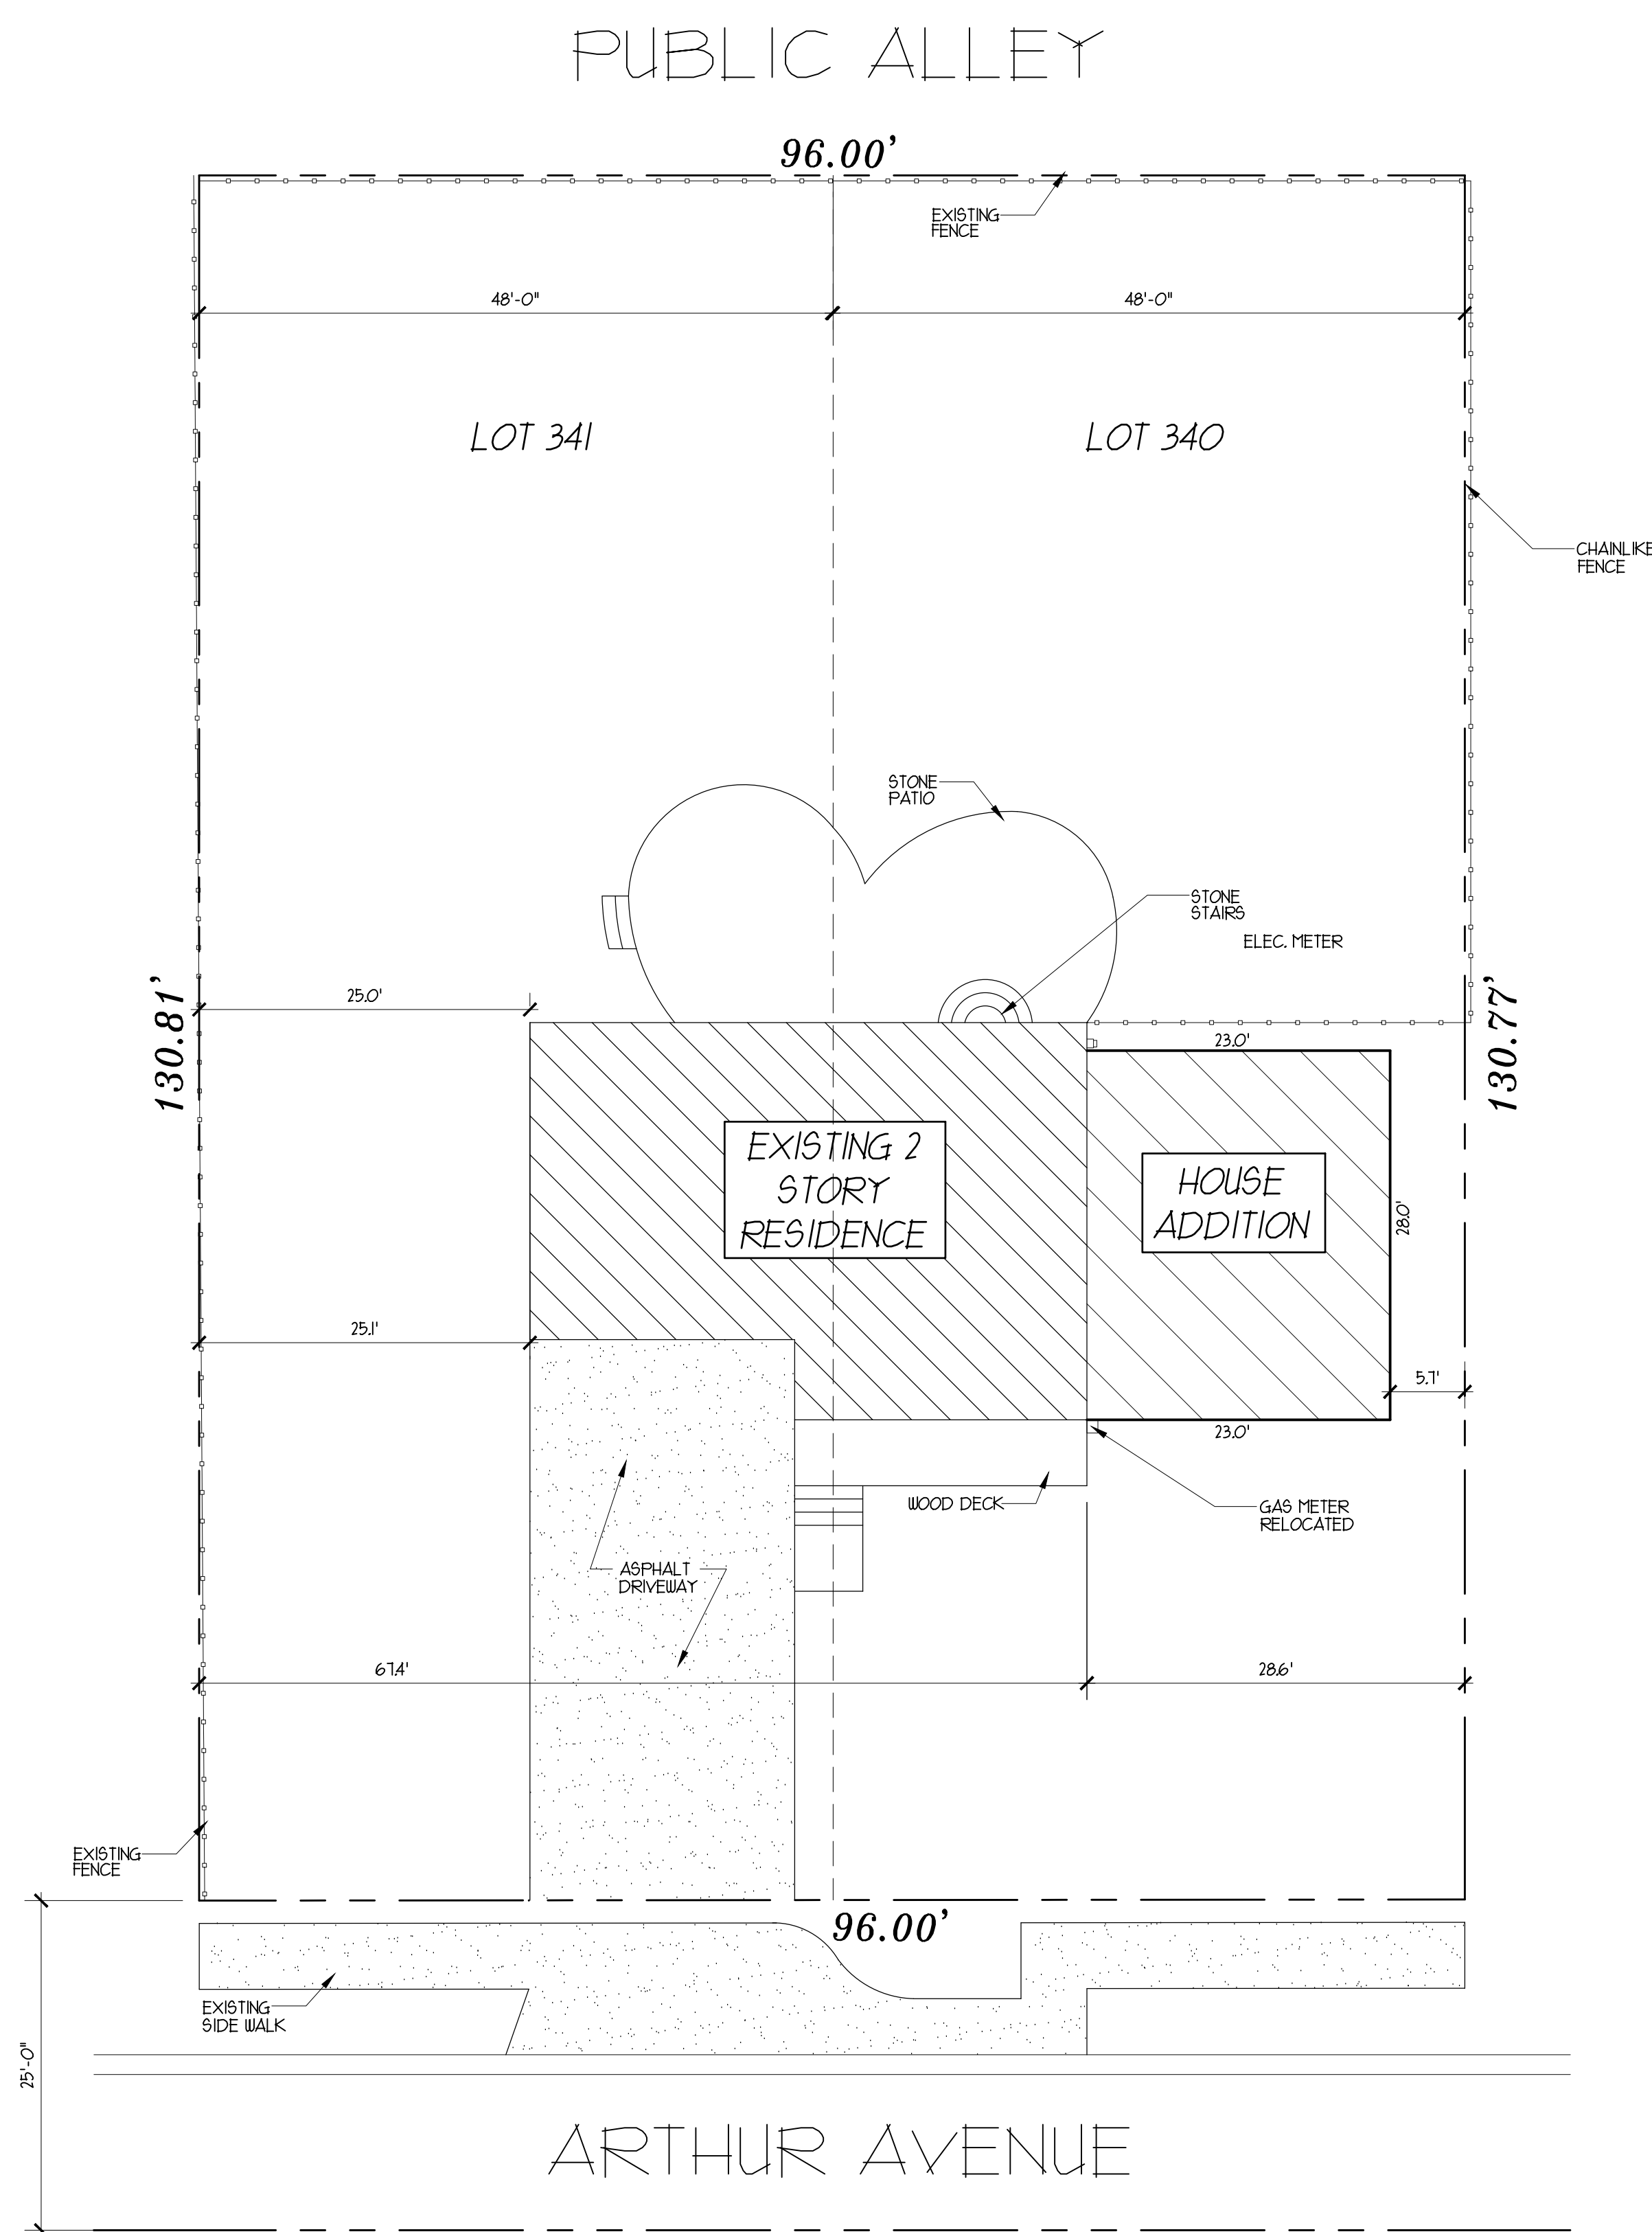 PUBLIC ALLEY
96.00'
EXISTING
FENCE
48'-0"
48'-0"
LOT 341
LOT 340
CHAINLIKE
FENCE
STONE
PATIO
STONE
STAIRS
ELEC. METER
25.0'
130.81'
130.77'
23.0'
EXISTING 2
STORY
RESIDENCE
HOUSE
ADDITION
28.0'
25.1'
5.7'
23.0'
WOOD DECK
GAS METER
RELOCATED
ASPHALT
DRIVEWAY
67.4'
28.6'
EXISTING
FENCE
96.00'
EXISTING
SIDE WALK
25'-0"
ARTHUR AVENUE